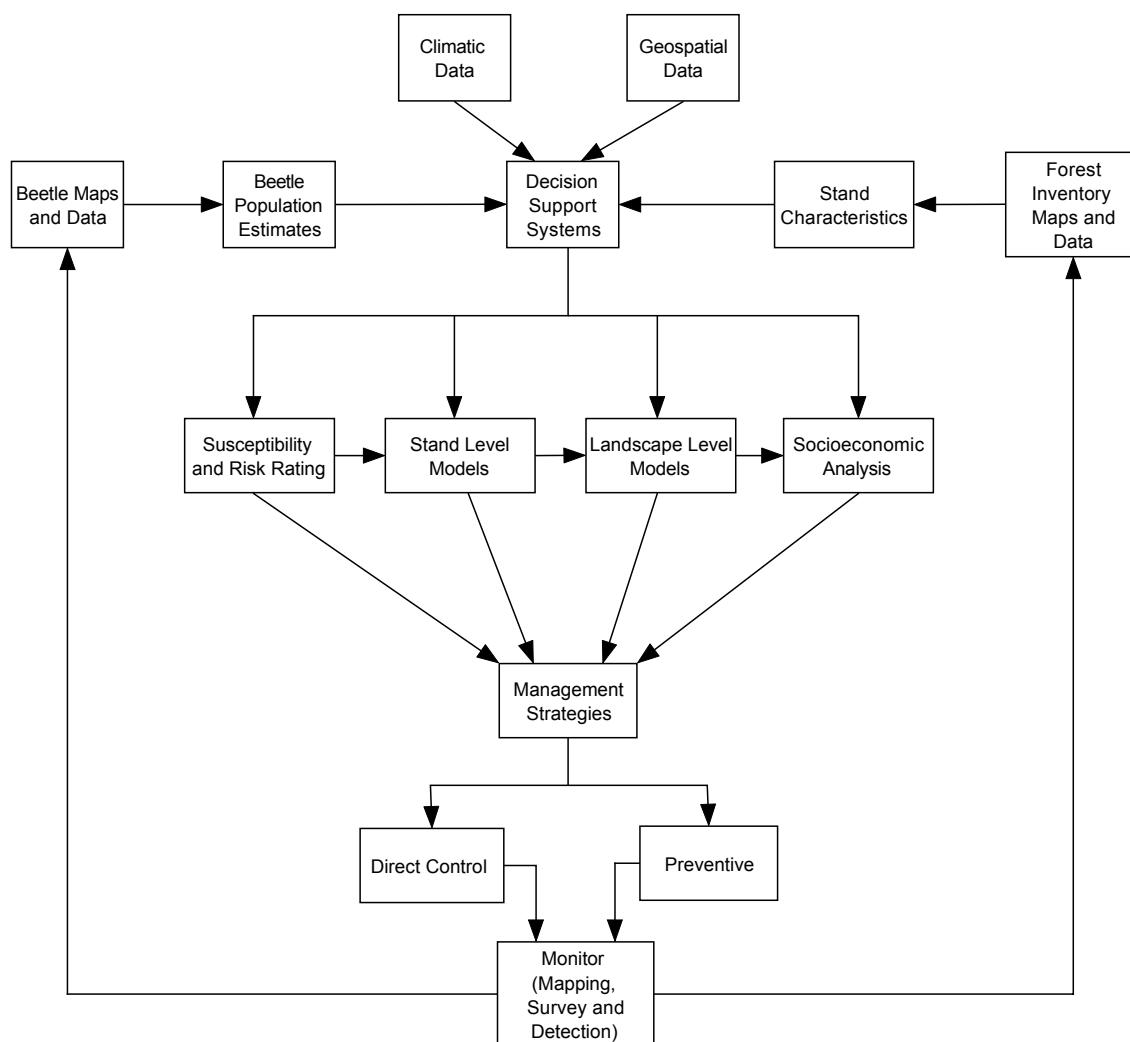 Climatic
Data
Geospatial
Data
Beetle Maps
and Data
Beetle
Population
Estimates
Decision
Support
Systems
Stand
Characteristics
Forest
Inventory
Maps and
Data
Susceptibility
and Risk Rating
Stand Level
Models
Landscape Level
Models
Socioeconomic
Analysis
Management
Strategies
Direct Control
Preventive
Monitor
(Mapping,
Survey and
Detection)